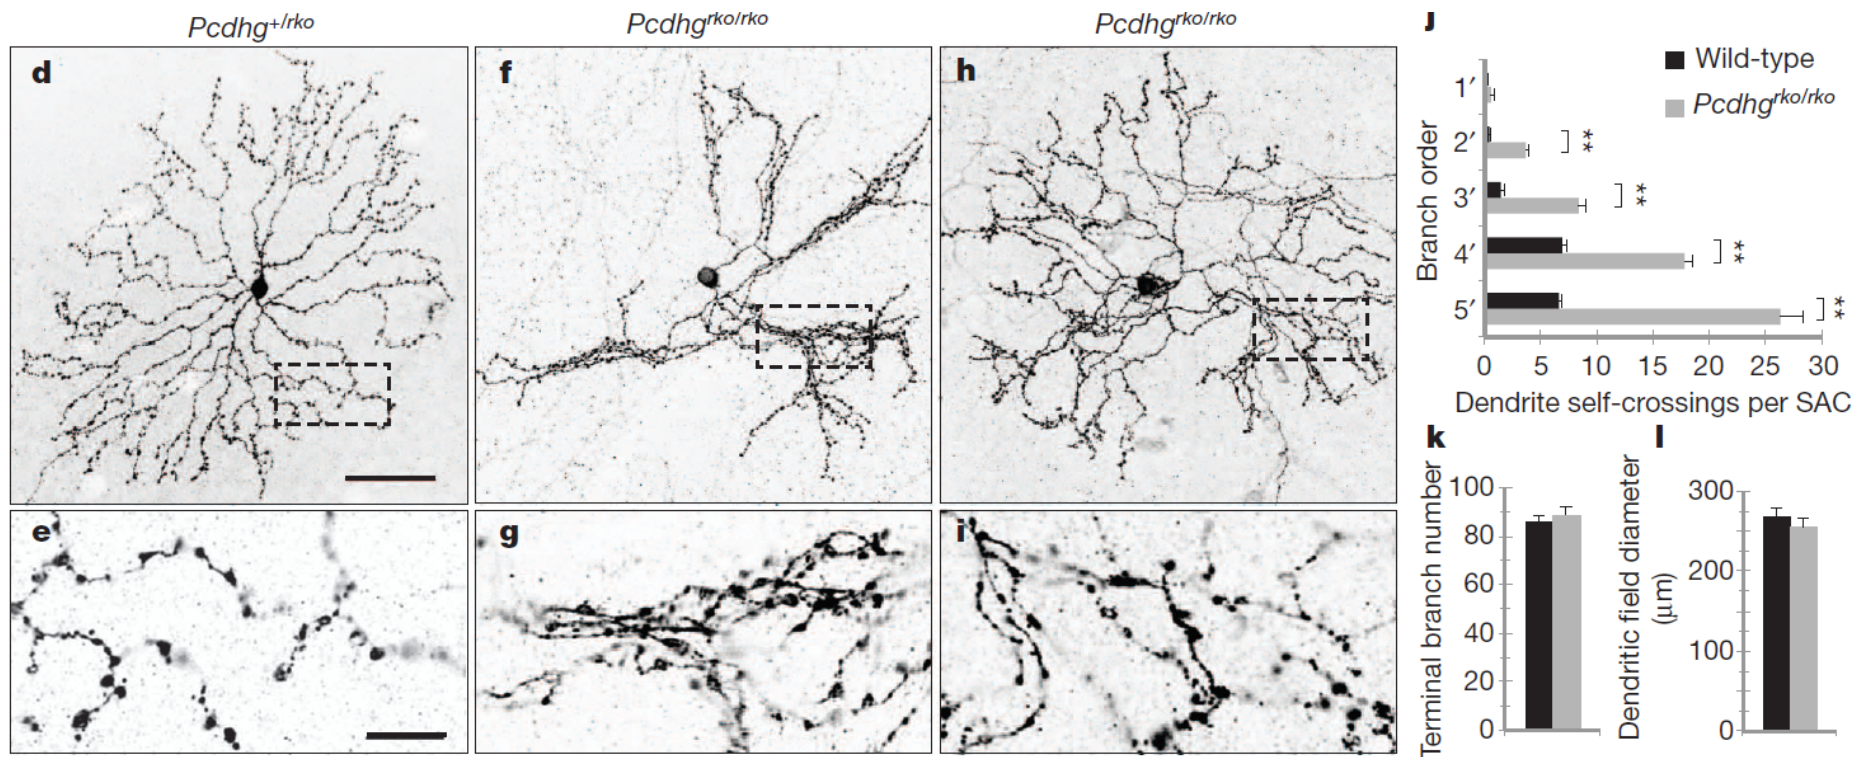 Pcdhg+/rko
Pcdhgrko/rko
Pcdhgrko/rko
d
f
h
e
g
i
j
Wild-type
Pcdhgrko/rko
Branch order
1′
2′
3′
4′
5′
**
**
**
**
0 5 10 15 20 25 30
Dendrite self-crossings per SAC
k
Terminal branch number
100
80
60
40
20
0
l
Dendritic field diameter
(μm)
300
200
100
0